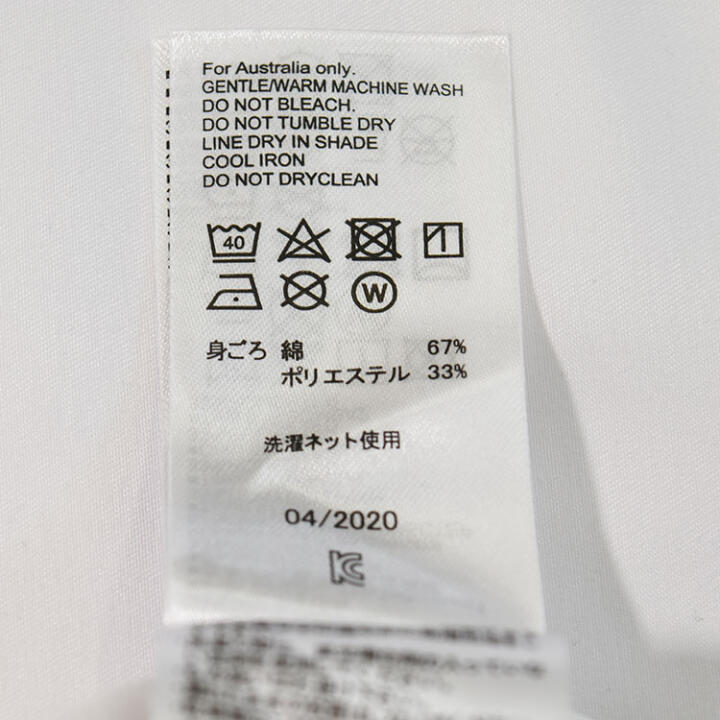 For Australia only.
GENTLE/WARM MACHINE WASH
DO NOT BLEACH.
DO NOT TUMBLE DRY
LINE DRY IN SHADE
COOL IRON
DO NOT DRYCLEAN
40
W
身ごろ 綿 67%
ポリエステル 33%
洗濯ネット使用
04/2020